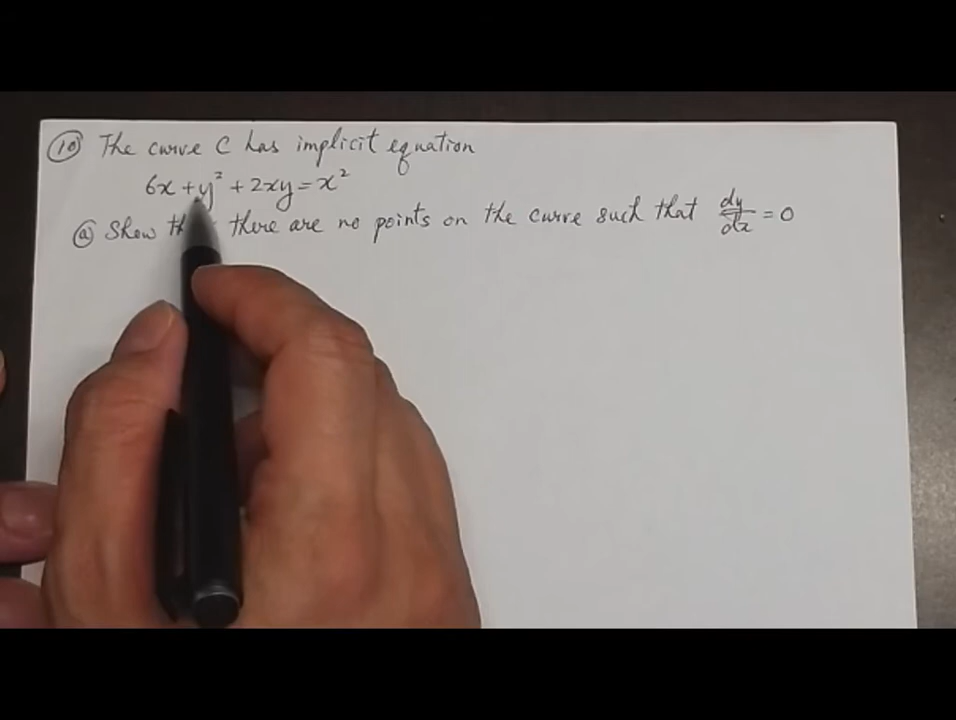 ⑩ The curve C has implicit equation
6x + y² + 2xy = x²
ⓐ Show there are no points on the curve such that dy/dx = 0